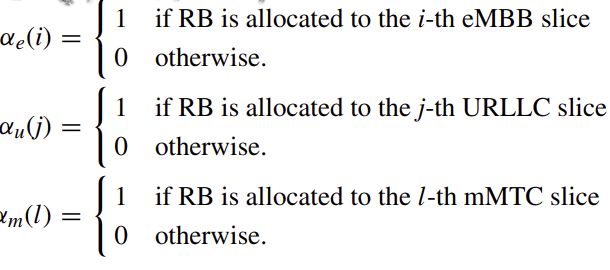 αe(i) = { 1 if RB is allocated to the i-th eMBB slice
0 otherwise.
αu(j) = { 1 if RB is allocated to the j-th URLLC slice
0 otherwise.
αm(l) = { 1 if RB is allocated to the l-th mMTC slice
0 otherwise.